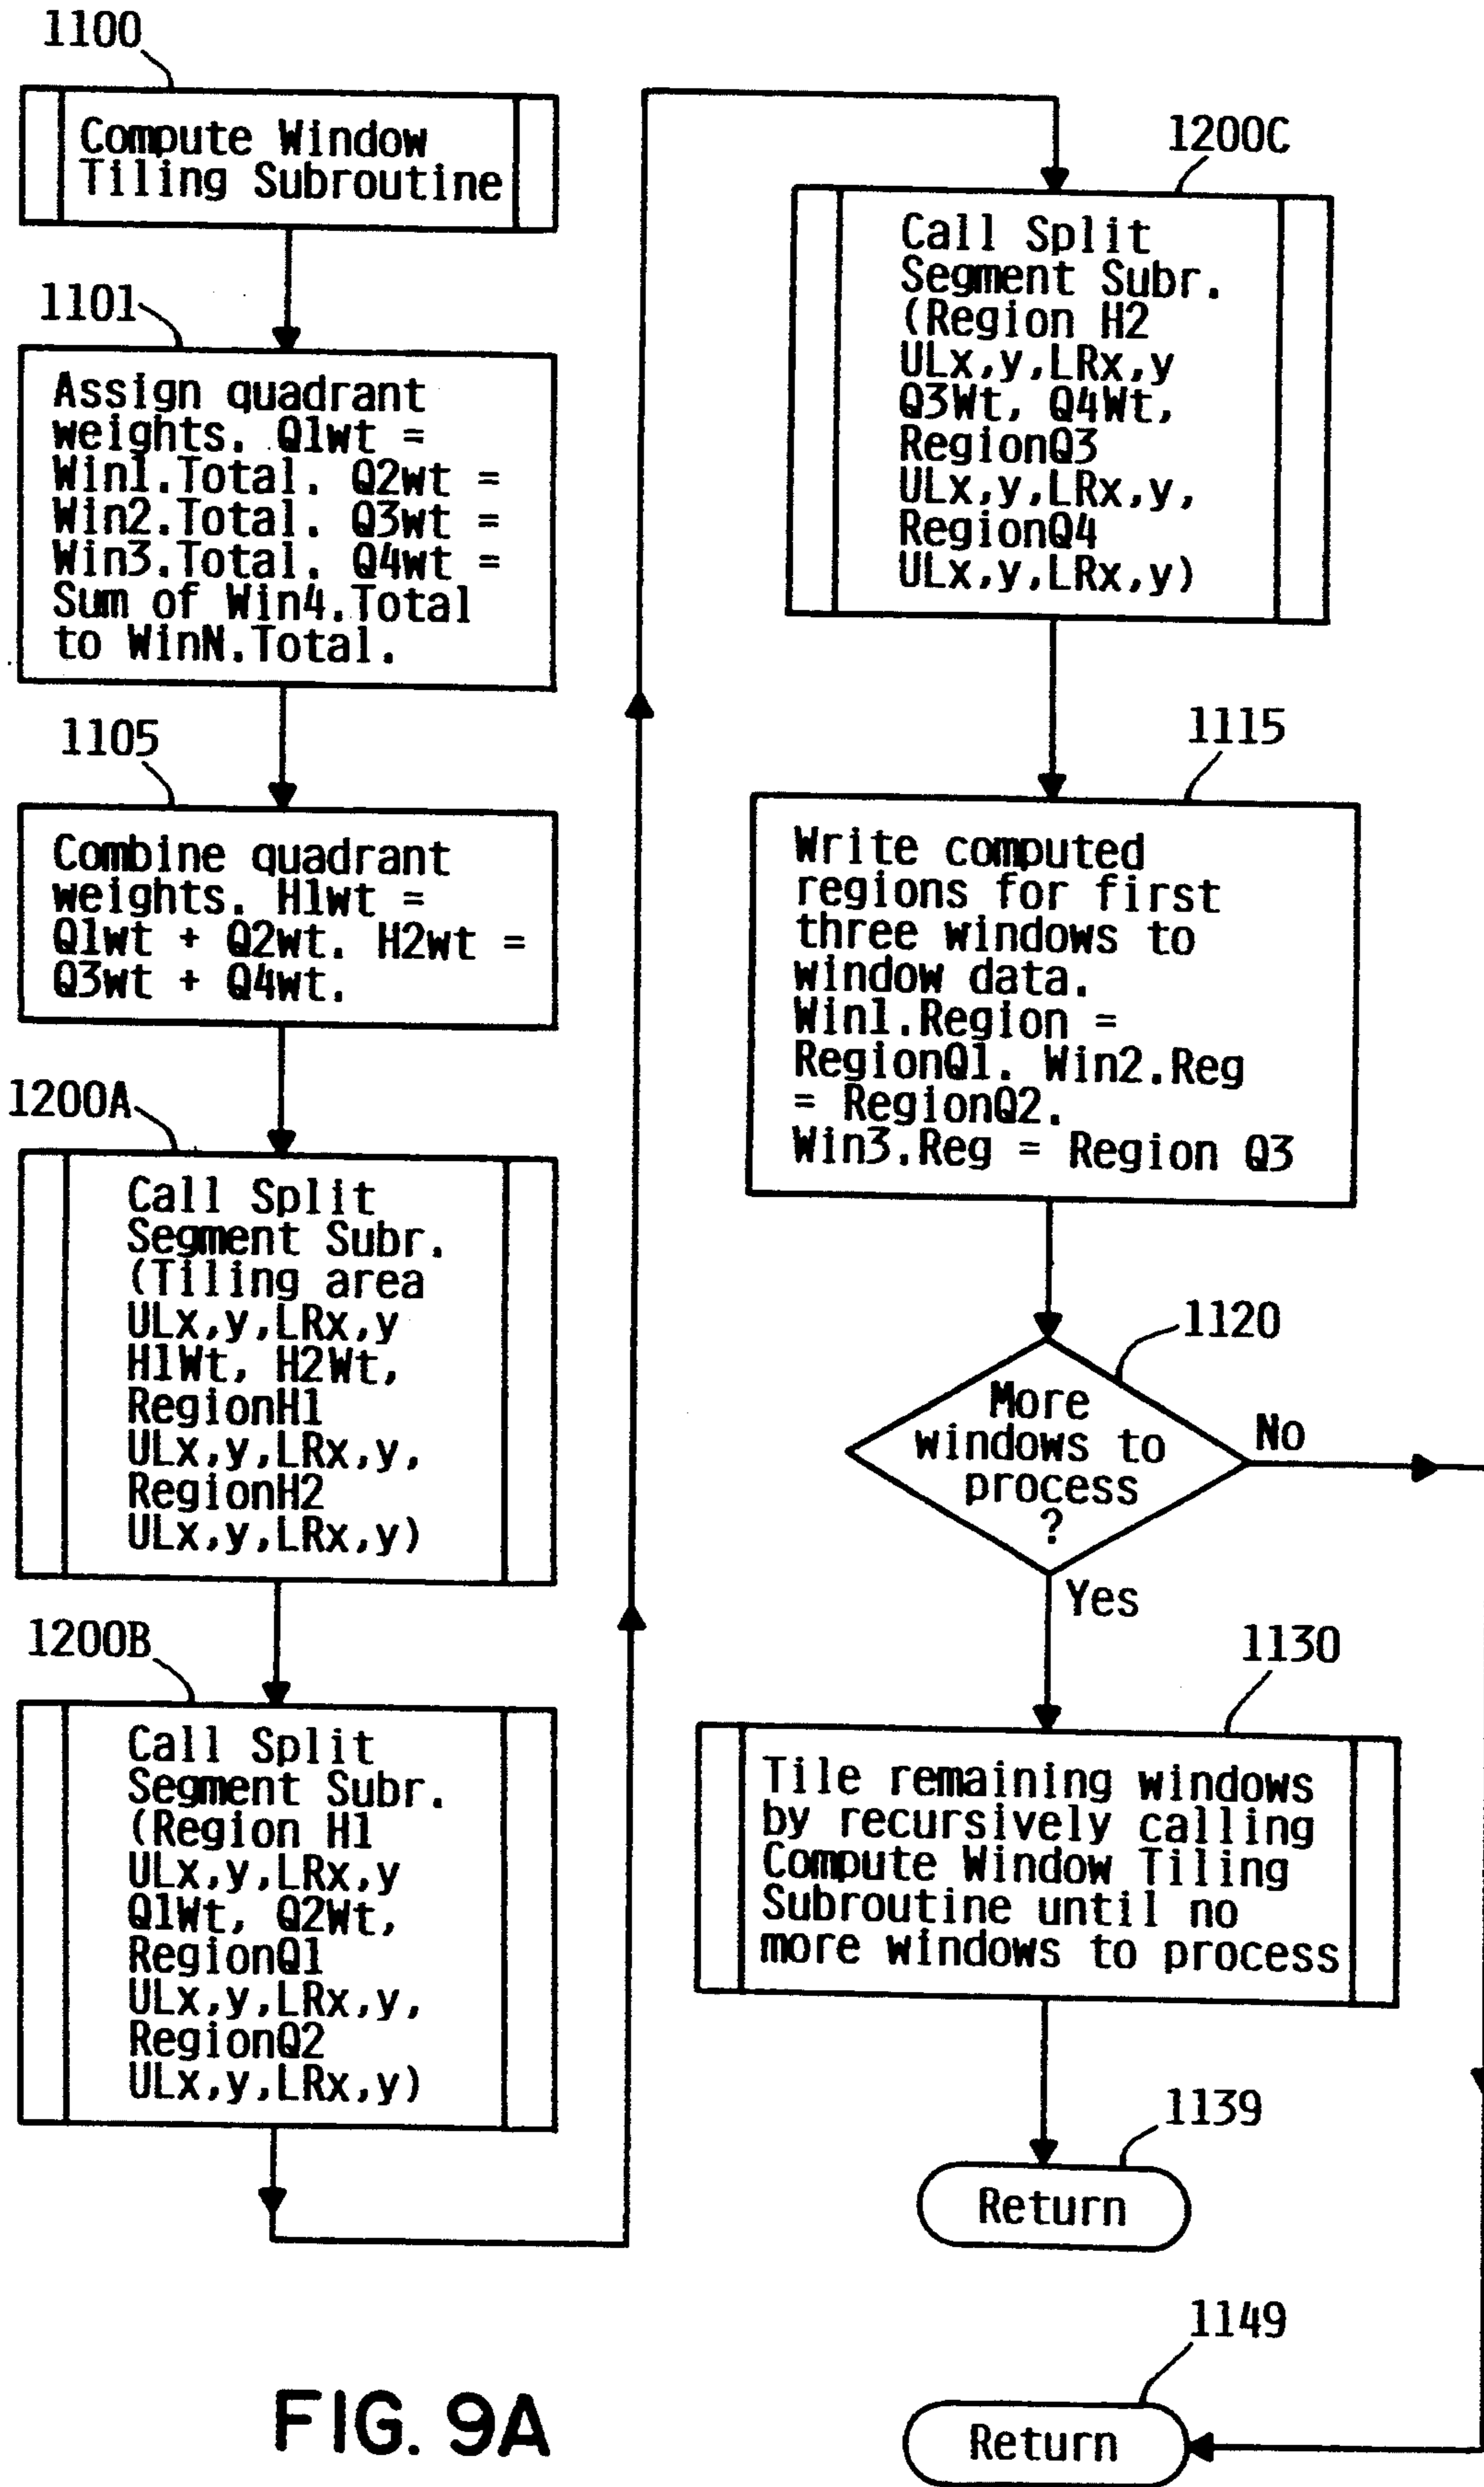 1100
Compute Window
Tiling Subroutine
1101
Assign quadrant
weights. Q1wt =
Win1.Total. Q2wt =
Win2.Total. Q3wt =
Win3.Total. Q4wt =
Sum of Win4.Total
to WinN.Total.
1105
Combine quadrant
weights. H1wt =
Q1wt + Q2wt. H2wt =
Q3wt + Q4wt.
1200A
Call Split
Segment Subr.
(Tiling area
ULx,y,LRx,y
H1Wt, H2Wt,
RegionH1
ULx,y,LRx,y,
RegionH2
ULx,y,LRx,y)
1200B
Call Split
Segment Subr.
(Region H1
ULx,y,LRx,y
Q1Wt, Q2Wt,
RegionQ1
ULx,y,LRx,y,
RegionQ2
ULx,y,LRx,y)
1200C
Call Split
Segment Subr.
(Region H2
ULx,y,LRx,y
Q3Wt, Q4Wt,
RegionQ3
ULx,y,LRx,y,
RegionQ4
ULx,y,LRx,y)
1115
Write computed
regions for first
three windows to
window data.
Win1.Region =
RegionQ1. Win2.Reg
= RegionQ2.
Win3.Reg = Region Q3
1120
More
windows to
process
?
No
Yes
1130
Tile remaining windows
by recursively calling
Compute Window Tiling
Subroutine until no
more windows to process
1139
Return
1149
Return
FIG. 9A